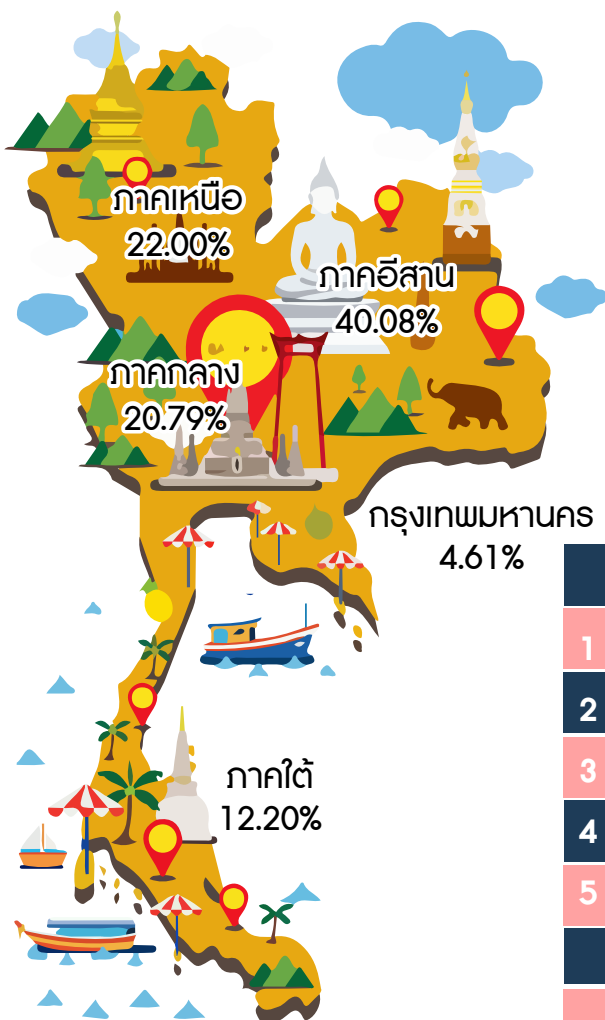 ภาคเหนือ
22.00%
ภาคอีสาน
40.08%
ภาคกลาง
20.79%
กรุงเทพมหานคร
4.61%
ภาคใต้
12.20%
1
2
3
4
5